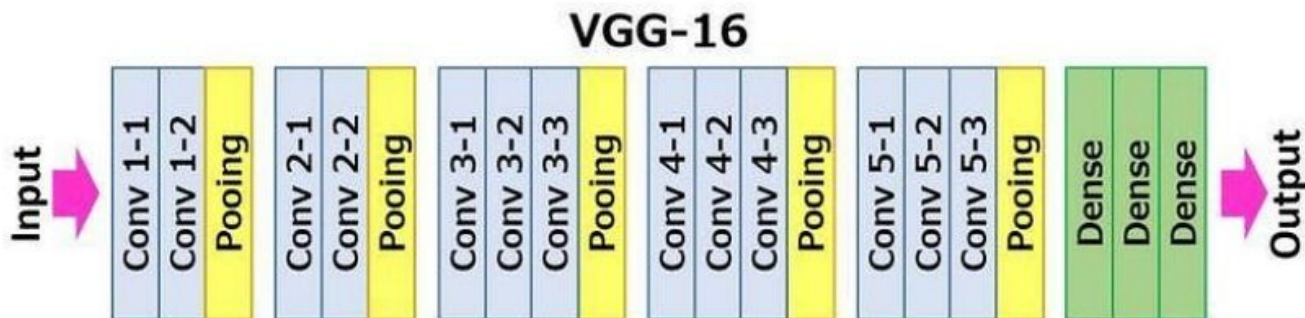 VGG-16
Input
Conv 1-1
Conv 1-2
Pooing
Conv 2-1
Conv 2-2
Pooing
Conv 3-1
Conv 3-2
Conv 3-3
Pooing
Conv 4-1
Conv 4-2
Conv 4-3
Pooing
Conv 5-1
Conv 5-2
Conv 5-3
Pooing
Dense
Dense
Dense
Output